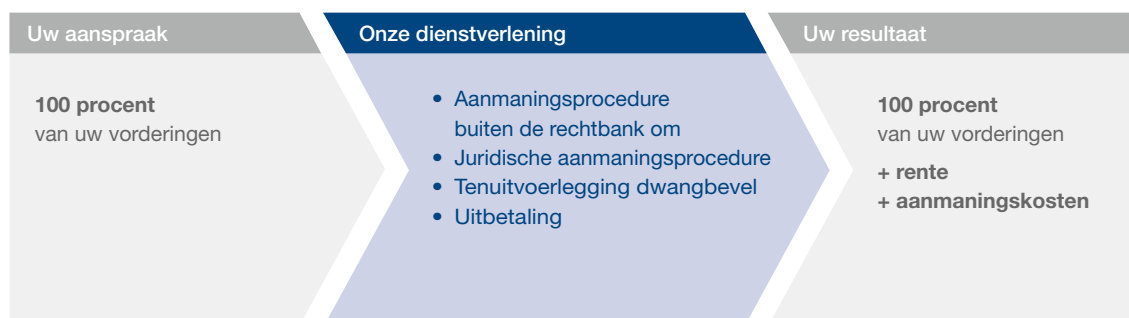 Uw aanspraak
100 procent
van uw vorderingen
Onze dienstverlening
• Aanmaningsprocedure
buiten de rechtbank om
• Juridische aanmaningsprocedure
• Tenuitvoerlegging dwangbevel
• Uitbetaling
Uw resultaat
100 procent
van uw vorderingen
+ rente
+ aanmaningskosten